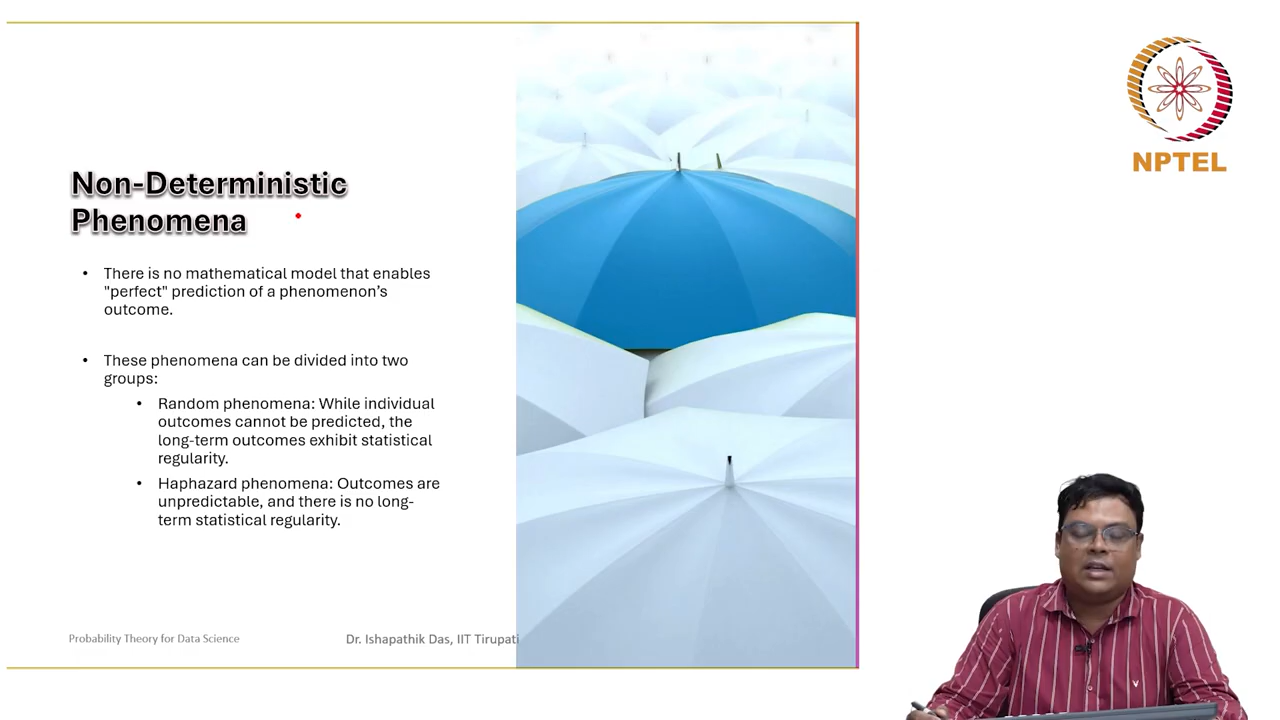 Non-Deterministic
Phenomena
• There is no mathematical model that enables
"perfect" prediction of a phenomenon's
outcome.
• These phenomena can be divided into two
groups:
• Random phenomena: While individual
outcomes cannot be predicted, the
long-term outcomes exhibit statistical
regularity.
• Haphazard phenomena: Outcomes are
unpredictable, and there is no long-
term statistical regularity.
Probability Theory for Data Science
Dr. Ishapathik Das, IIT Tirupati
NPTEL